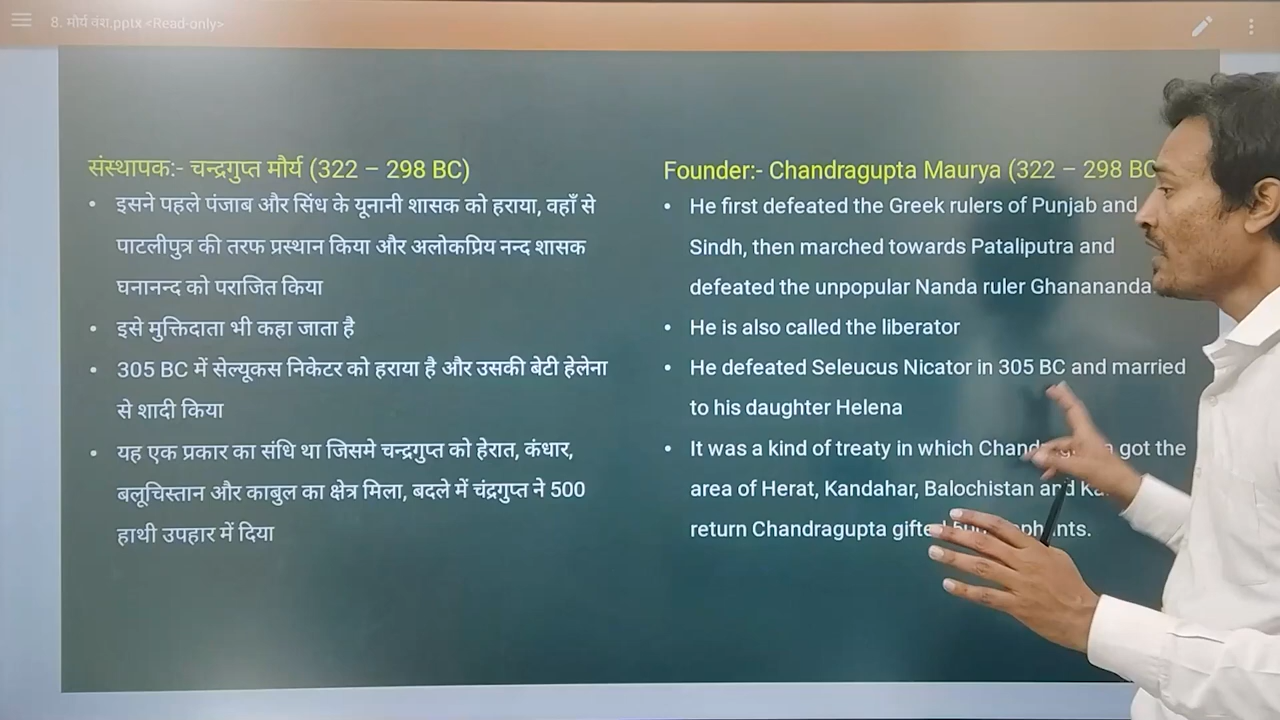 8. मौर्य वंश.pptx <Read-only>
संस्थापक:- चन्द्रगुप्त मौर्य (322 – 298 BC)
• इसने पहले पंजाब और सिंध के यूनानी शासक को हराया, वहाँ से
पाटलीपुत्र की तरफ प्रस्थान किया और अलोकप्रिय नन्द शासक
घनानन्द को पराजित किया
• इसे मुक्तिदाता भी कहा जाता है
• 305 BC में सेल्यूकस निकेटर को हराया है और उसकी बेटी हेलेना
से शादी किया
• यह एक प्रकार का संधि था जिसमे चन्द्रगुप्त को हेरात, कंधार,
बलूचिस्तान और काबुल का क्षेत्र मिला, बदले में चंद्रगुप्त ने 500
हाथी उपहार में दिया
Founder:- Chandragupta Maurya (322 – 298 BC
• He first defeated the Greek rulers of Punjab and
Sindh, then marched towards Pataliputra and
defeated the unpopular Nanda ruler Ghanananda.
• He is also called the liberator
• He defeated Seleucus Nicator in 305 BC and married
to his daughter Helena
• It was a kind of treaty in which got the
area of Herat, Kandahar, Balochistan and
return Chandragupta